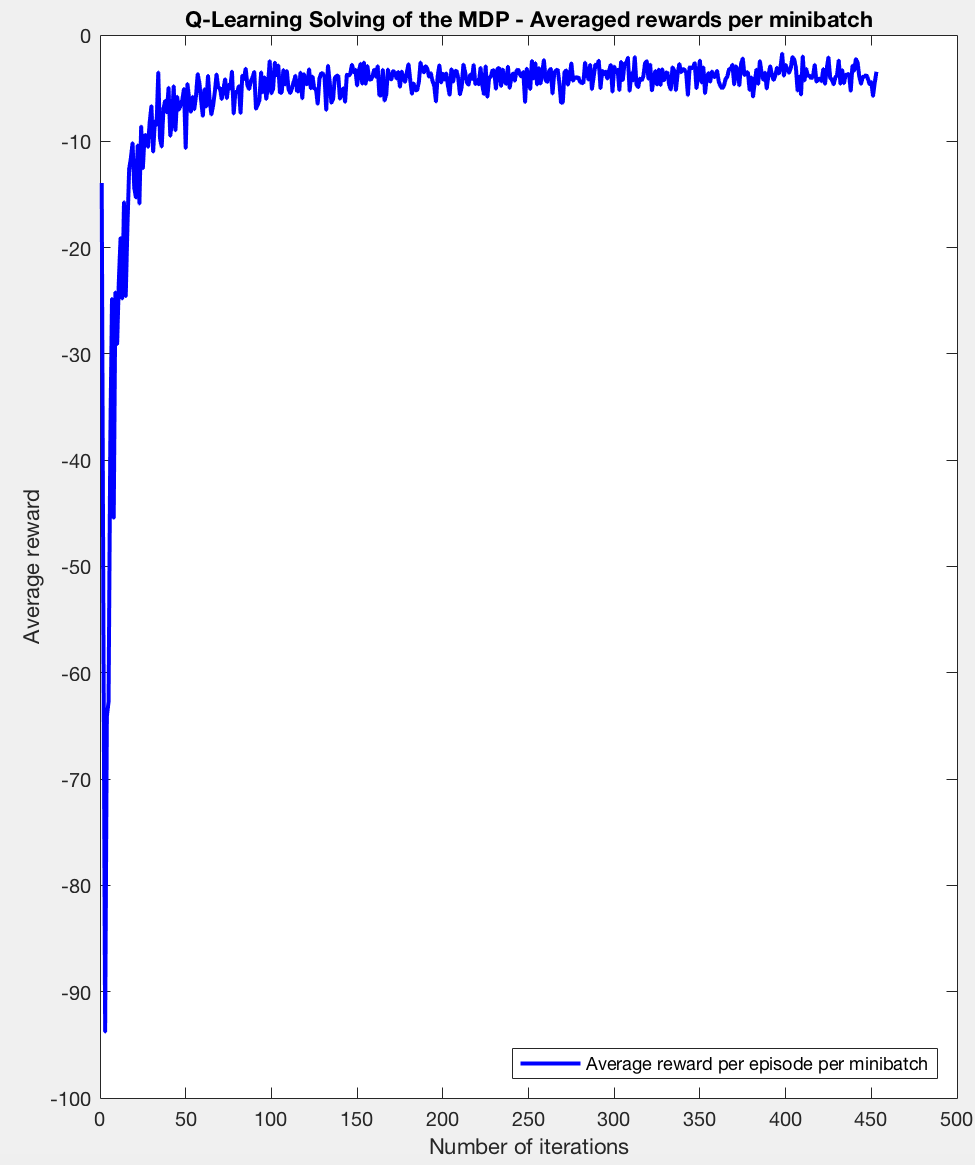 Q-Learning Solving of the MDP - Averaged rewards per minibatch
0
-10
-20
-30
-40
-50
-60
-70
-80
-90
-100
Average reward
Average reward per episode per minibatch
0 50 100 150 200 250 300 350 400 450 500
Number of iterations